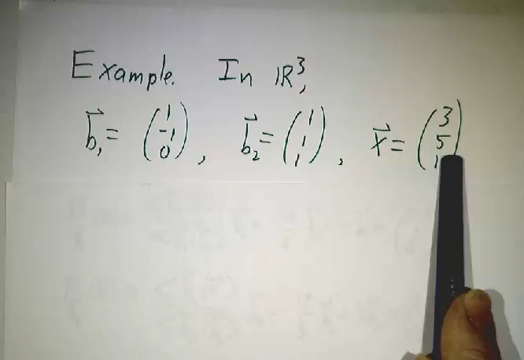 Example. In ℝ³,
b⃗₁ = (1 -1 0), b⃗₂ = (1 1 1), x⃗ = (3 5 1)